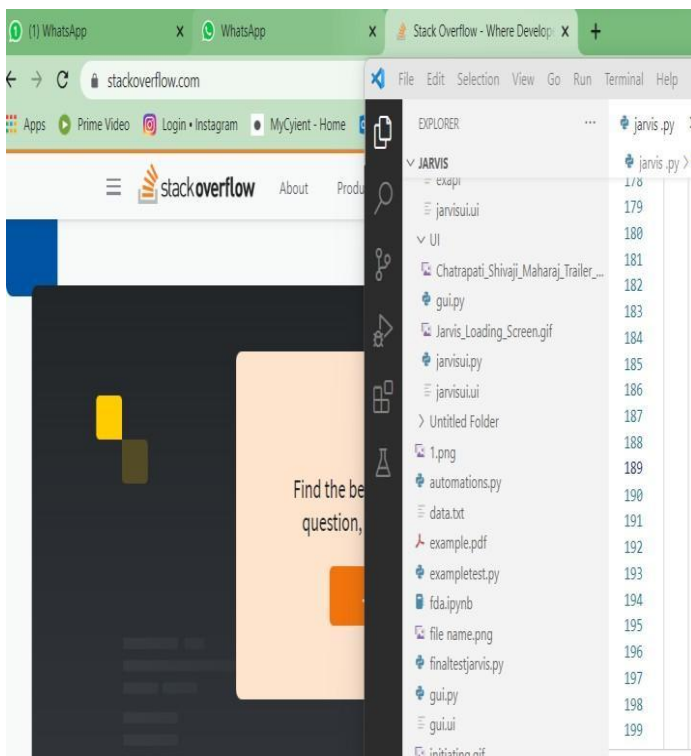 (1) WhatsApp
WhatsApp
Stack Overflow - Where Develop
stackoverflow.com
Apps
Prime Video
Login • Instagram
MyCyient - Home
stackoverflow
About
Produ
Find the be
question,
File Edit Selection View Go Run Terminal Help
EXPLORER
jarvis .py
JARVIS
jarvis .py >
exapi
jarvisui.ui
UI
Chatrapati_Shivaji_Maharaj_Trailer_...
gui.py
Jarvis_Loading_Screen.gif
jarvisui.py
jarvisui.ui
Untitled Folder
1.png
automations.py
data.txt
example.pdf
exampletest.py
fda.ipynb
file name.png
finaltestjarvis.py
gui.py
gui.ui
initiating.gif
178
179
180
181
182
183
184
185
186
187
188
189
190
191
192
193
194
195
196
197
198
199